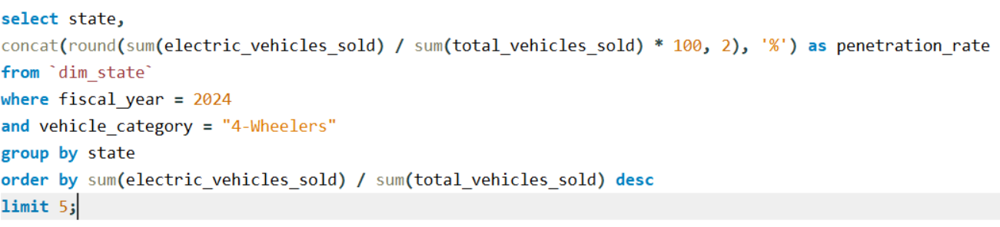 select state,
concat(round(sum(electric_vehicles_sold) / sum(total_vehicles_sold) * 100, 2), '%') as penetration_rate
from `dim_state`
where fiscal_year = 2024
and vehicle_category = "4-Wheelers"
group by state
order by sum(electric_vehicles_sold) / sum(total_vehicles_sold) desc
limit 5;